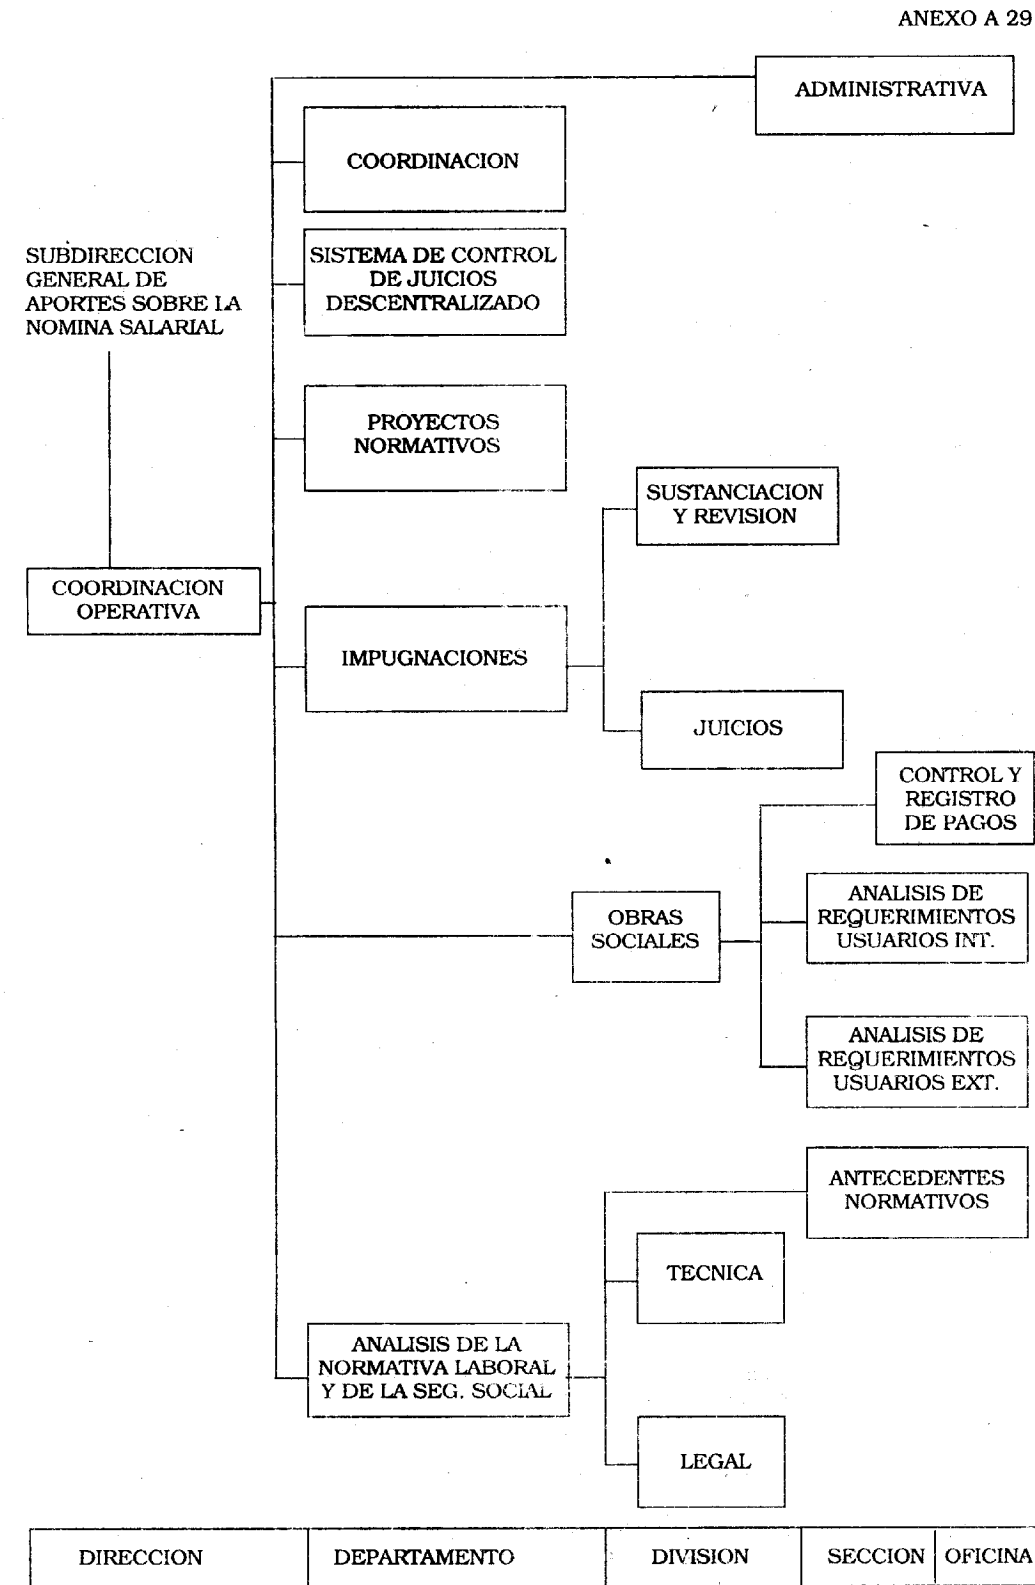 ANEXO A 29
ADMINISTRATIVA
COORDINACION
SUBDIRECCION
GENERAL DE
APORTES SOBRE LA
NOMINA SALARIAL
SISTEMA DE CONTROL
DE JUICIOS
DESCENTRALIZADO
PROYECTOS
NORMATIVOS
SUSTANCIACION
Y REVISION
COORDINACION
OPERATIVA
IMPUGNACIONES
JUICIOS
CONTROL Y
REGISTRO
DE PAGOS
OBRAS
SOCIALES
ANALISIS DE
REQUERIMIENTOS
USUARIOS INT.
ANALISIS DE
REQUERIMIENTOS
USUARIOS EXT.
ANTECEDENTES
NORMATIVOS
TECNICA
ANALISIS DE LA
NORMATIVA LABORAL
Y DE LA SEG. SOCIAL
LEGAL
DIRECCION DEPARTAMENTO DIVISION SECCION OFICINA